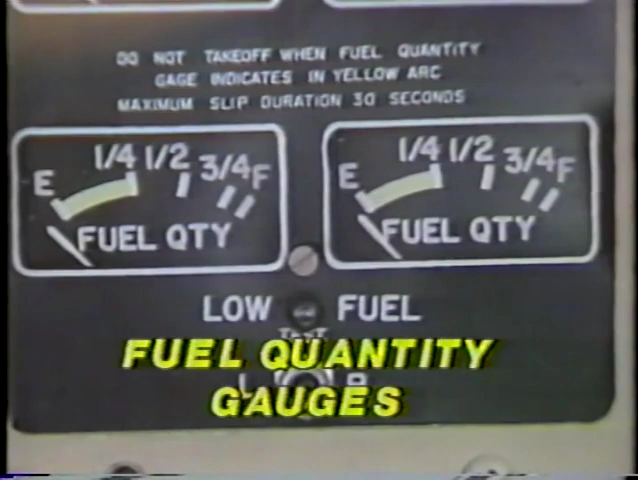 DO NOT TAKEOFF WHEN FUEL QUANTITY
GAGE INDICATES IN YELLOW ARC
MAXIMUM SLIP DURATION 30 SECONDS
E 1/4 1/2 3/4 F
FUEL QTY
E 1/4 1/2 3/4 F
FUEL QTY
LOW FUEL
TEST
L R
FUEL QUANTITY
GAUGES